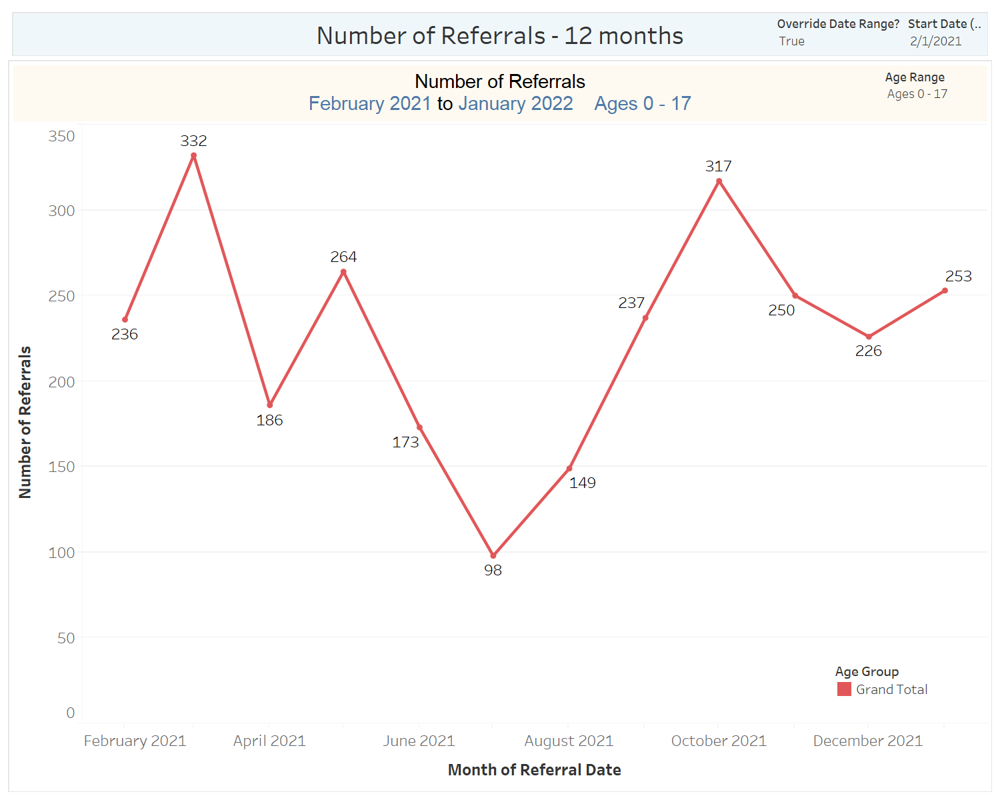 Number of Referrals - 12 months
Override Date Range? Start Date (..
True 2/1/2021
Number of Referrals
February 2021 to January 2022 Ages 0 - 17
Age Range
Ages 0 - 17
350
300
250
200
150
100
50
0
Number of Referrals
236
332
186
264
173
98
149
237
317
250
226
253
Age Group
Grand Total
February 2021 April 2021 June 2021 August 2021 October 2021 December 2021
Month of Referral Date